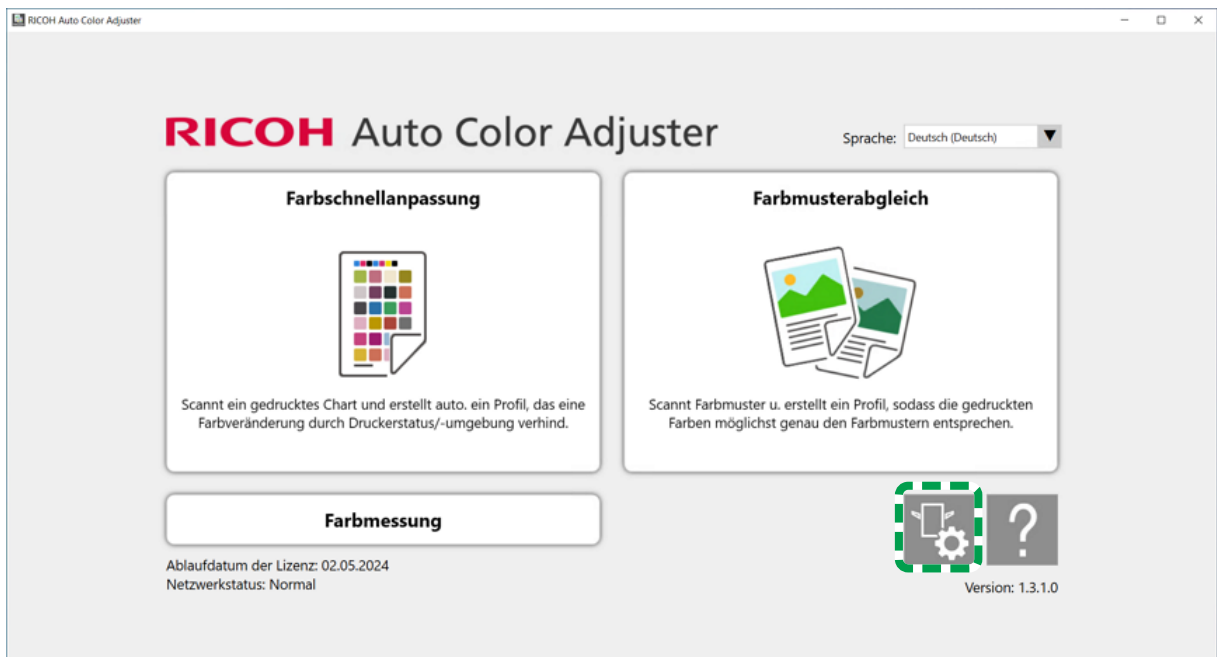 RICOH Auto Color Adjuster
RICOH Auto Color Adjuster
Sprache: Deutsch (Deutsch)
Farbschnellanpassung
Scannt ein gedrucktes Chart und erstellt auto. ein Profil, das eine
Farbveränderung durch Druckerstatus/-umgebung verhind.
Farbmusterabgleich
Scannt Farbmuster u. erstellt ein Profil, sodass die gedruckten
Farben möglichst genau den Farbmustern entsprechen.
Farbmessung
?
Ablaufdatum der Lizenz: 02.05.2024
Netzwerkstatus: Normal
Version: 1.3.1.0